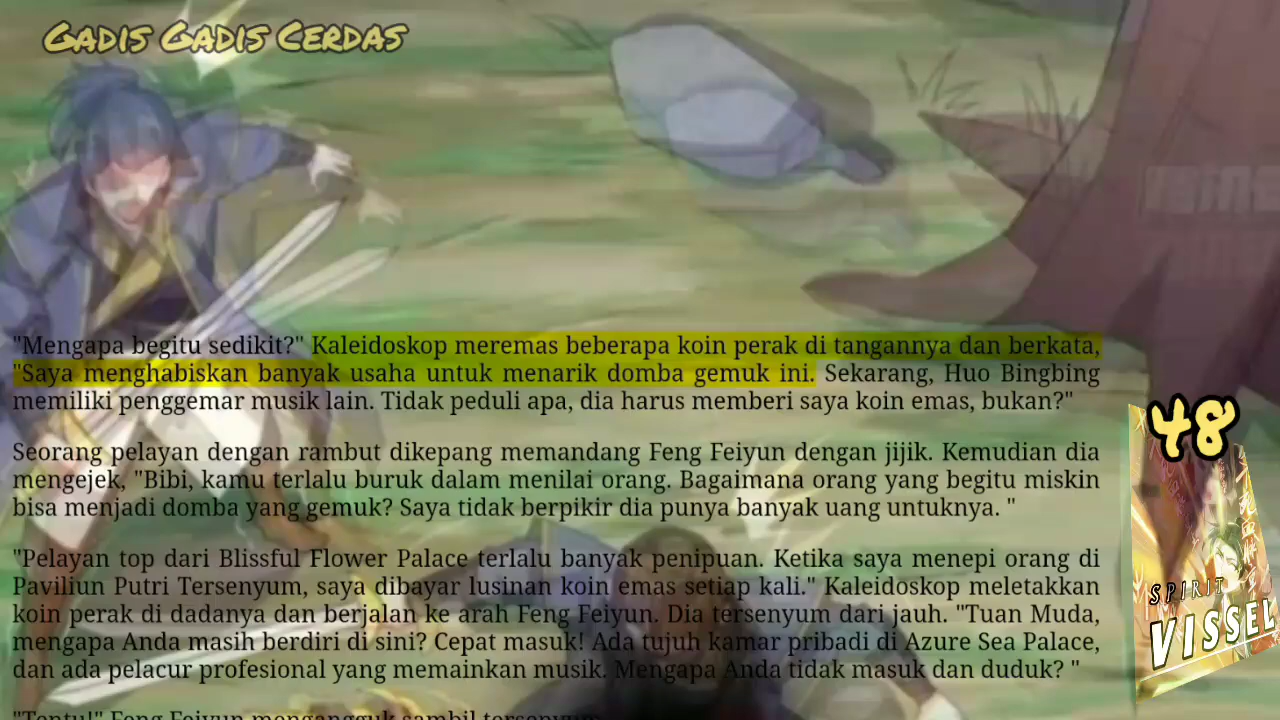 GADIS GADIS CERDAS
"Mengapa begitu sedikit?" Kaleidoskop meremas beberapa koin perak di tangannya dan berkata,
"Saya menghabiskan banyak usaha untuk menarik domba gemuk ini. Sekarang, Huo Bingbing
memiliki penggemar musik lain. Tidak peduli apa, dia harus memberi saya koin emas, bukan?"
48
Seorang pelayan dengan rambut dikepang memandang Feng Feiyun dengan jijik. Kemudian dia
mengejek, "Bibi, kamu terlalu buruk dalam menilai orang. Bagaimana orang yang begitu miskin
bisa menjadi domba yang gemuk? Saya tidak berpikir dia punya banyak uang untuknya. "
"Pelayan top dari Blissful Flower Palace terlalu banyak penipuan. Ketika saya menepi orang di
Paviliun Putri Tersenyum, saya dibayar lusinan koin emas setiap kali." Kaleidoskop meletakkan
koin perak di dadanya dan berjalan ke arah Feng Feiyun. Dia tersenyum dari jauh. "Tuan Muda,
mengapa Anda masih berdiri di sini? Cepat masuk! Ada tujuh kamar pribadi di Azure Sea Palace,
dan ada pelacur profesional yang memainkan musik. Mengapa Anda tidak masuk dan duduk? "
SPIRIT
VISSEL
"Tentu!" Feng Feiyun mengangguk sambil tersenyum.